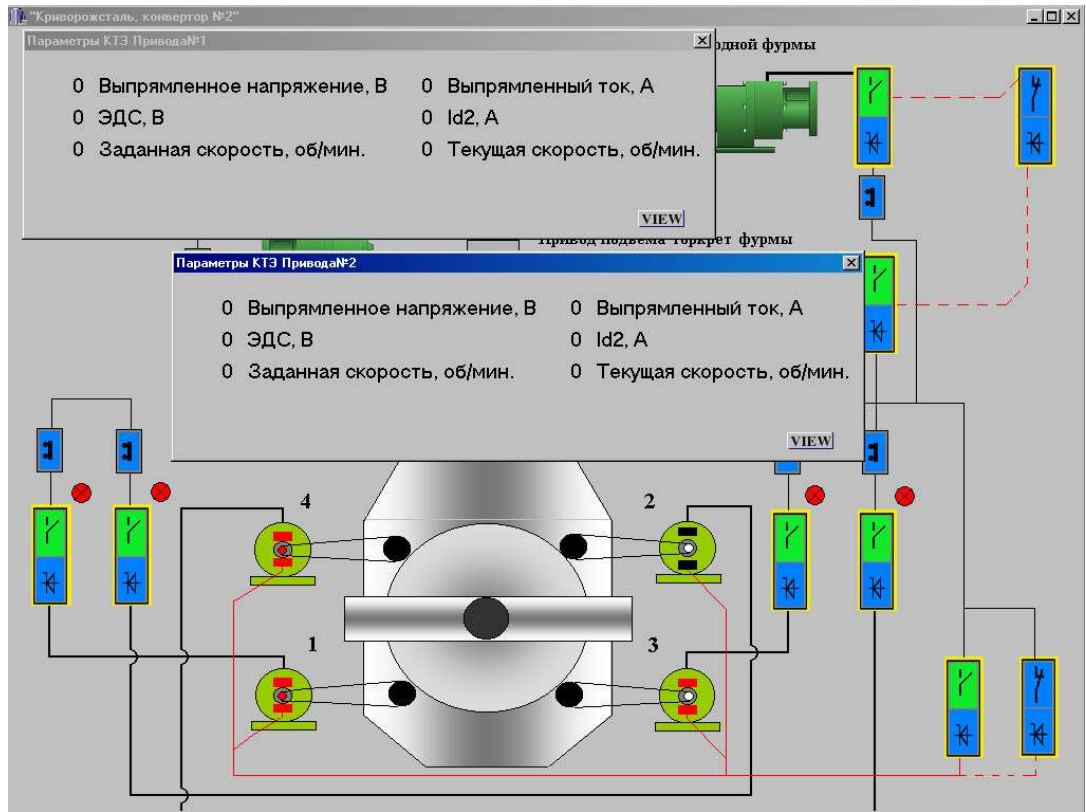 "Криворожсталь, конвертор №2"
Параметры КТЭ Привода№1
одной фурмы
0 Выпрямленное напряжение, В 0 Выпрямленный ток, А
0 ЭДС, В 0 Id2, А
0 Заданная скорость, об/мин. 0 Текущая скорость, об/мин.
VIEW
Привод подъема торкрет фурмы
Параметры КТЭ Привода№2
0 Выпрямленное напряжение, В 0 Выпрямленный ток, А
0 ЭДС, В 0 Id2, А
0 Заданная скорость, об/мин. 0 Текущая скорость, об/мин.
VIEW
4 2
1 3